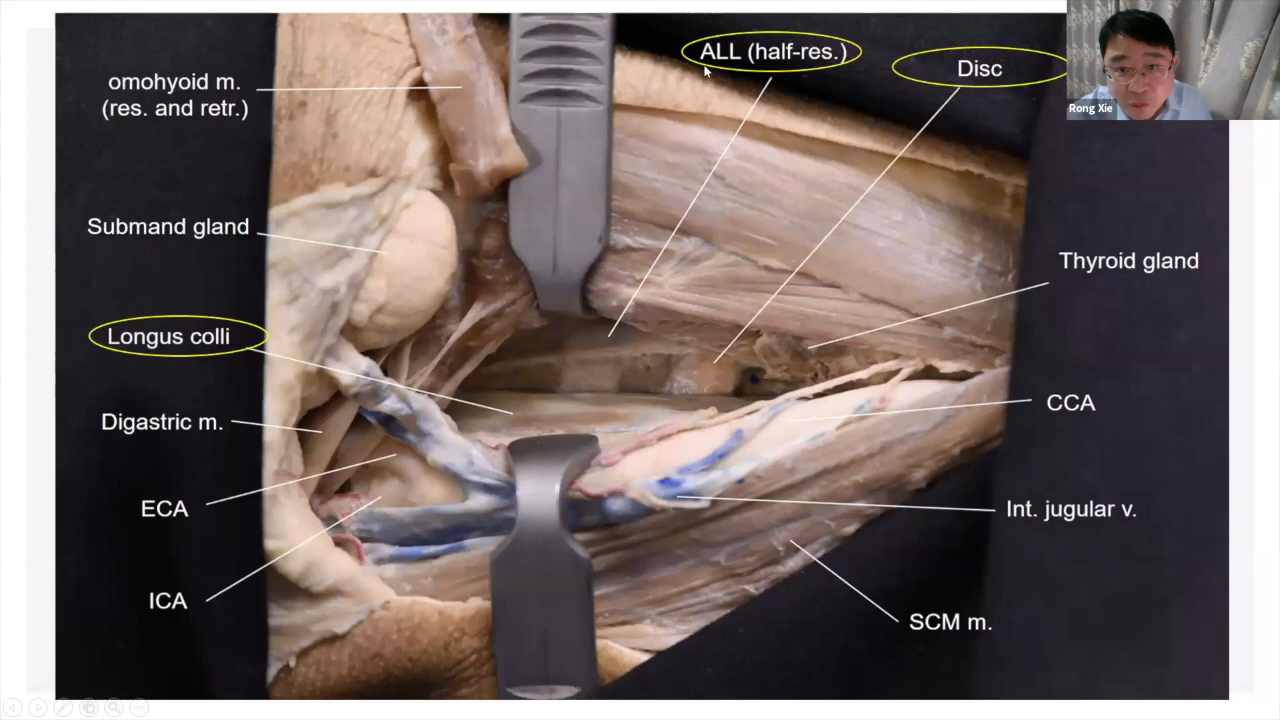 ALL (half-res.)
Disc
Rong Xie
omohyoid m.
(res. and retr.)
Submand gland
Thyroid gland
Longus colli
CCA
Digastric m.
ECA
Int. jugular v.
ICA
SCM m.